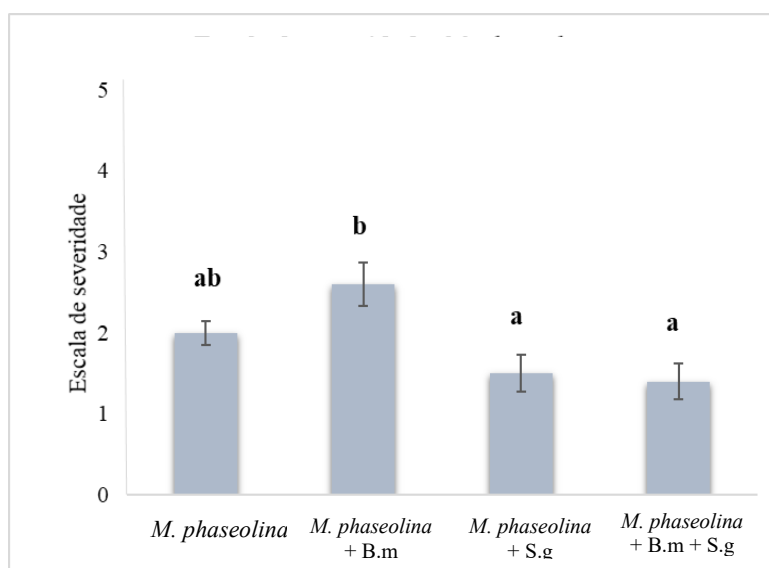 5
4
3
2
1
0
Escala de severidade
ab
b
a
a
M. phaseolina
M. phaseolina
+ B.m
M. phaseolina
+ S.g
M. phaseolina
+ B.m + S.g